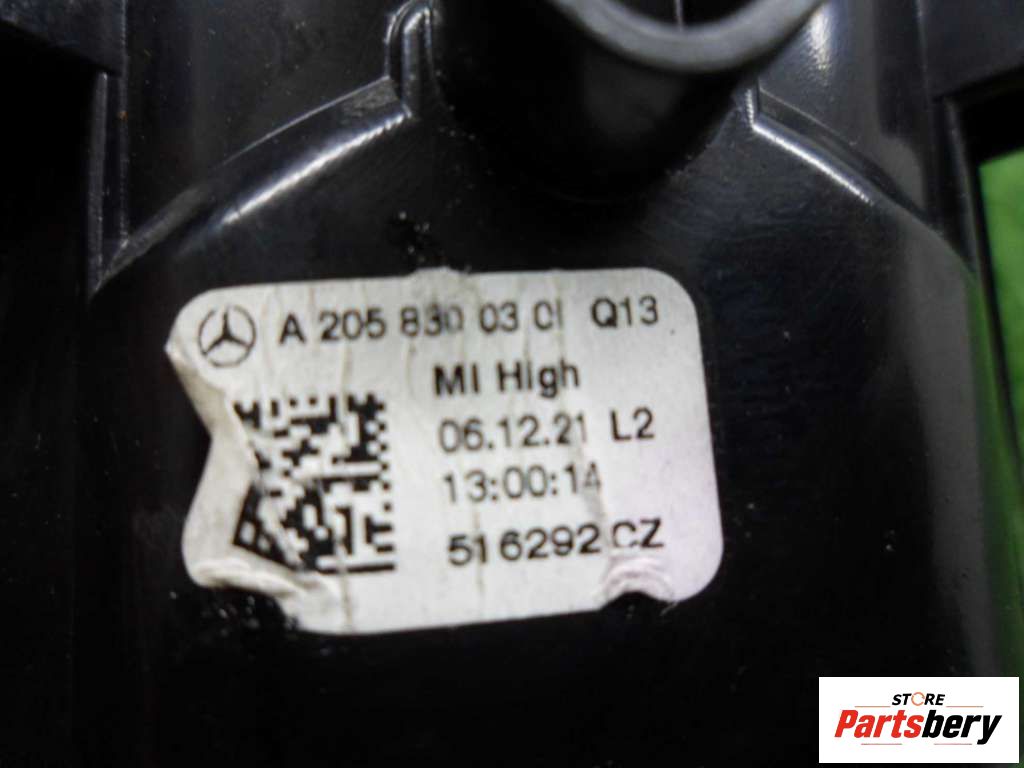 A 205 830 03 01 Q13
MI High
06.12.21 L2
13:00:14
516292 CZ
STORE
Partsbery